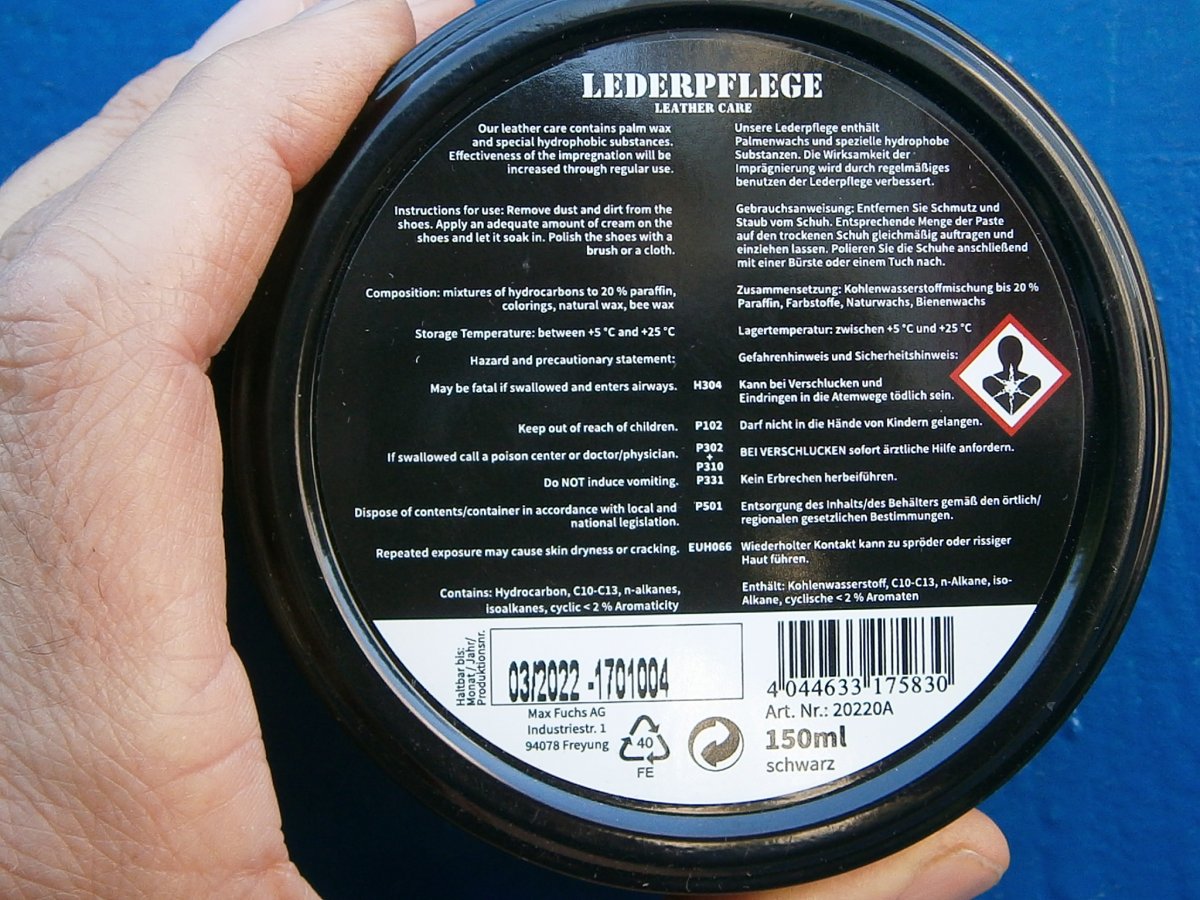 LEDERPFLEGE
LEATHER CARE
Our leather care contains palm wax
and special hydrophobic substances.
Effectiveness of the impregnation will be
increased through regular use.
Instructions for use: Remove dust and dirt from the
shoes. Apply an adequate amount of cream on the
shoes and let it soak in. Polish the shoes with a
brush or a cloth.
Composition: mixtures of hydrocarbons to 20 % paraffin,
colorings, natural wax, bee wax
Storage Temperature: between +5 °C and +25 °C
Hazard and precautionary statement:
May be fatal if swallowed and enters airways.
Keep out of reach of children.
If swallowed call a poison center or doctor/physician.
Do NOT induce vomiting.
Dispose of contents/container in accordance with local and
national legislation.
Repeated exposure may cause skin dryness or cracking.
Contains: Hydrocarbon, C10-C13, n-alkanes,
isoalkanes, cyclic < 2 % Aromaticity
H304
P102
P302
+
P310
P331
P501
EUH066
Unsere Lederpflege enthält
Palmenwachs und spezielle hydrophobe
Substanzen. Die Wirksamkeit der
Imprägnierung wird durch regelmäßiges
benutzen der Lederpflege verbessert.
Gebrauchsanweisung: Entfernen Sie Schmutz und
Staub vom Schuh. Entsprechende Menge der Paste
auf den trockenen Schuh gleichmäßig auftragen und
einziehen lassen. Polieren Sie die Schuhe anschließend
mit einer Bürste oder einem Tuch nach.
Zusammensetzung: Kohlenwasserstoffmischung bis 20 %
Paraffin, Farbstoffe, Naturwachs, Bienenwachs
Lagertemperatur: zwischen +5 °C und +25 °C
Gefahrenhinweis und Sicherheitshinweis:
Kann bei Verschlucken und
Eindringen in die Atemwege tödlich sein.
Darf nicht in die Hände von Kindern gelangen.
BEI VERSCHLUCKEN sofort ärztliche Hilfe anfordern.
Kein Erbrechen herbeiführen.
Entsorgung des Inhalts/des Behälters gemäß den örtlich/
regionalen gesetzlichen Bestimmungen.
Wiederholter Kontakt kann zu spröder oder rissiger
Haut führen.
Enthält: Kohlenwasserstoff, C10-C13, n-Alkane, iso-
Alkane, cyclische < 2 % Aromaten
Haltbar bis:
Monat / Jahr/
Produktionsnr.
03/2022 -1701004
Max Fuchs AG
Industriestr. 1
94078 Freyung
40
FE
4 044633 175830
Art. Nr.: 20220A
150ml
schwarz